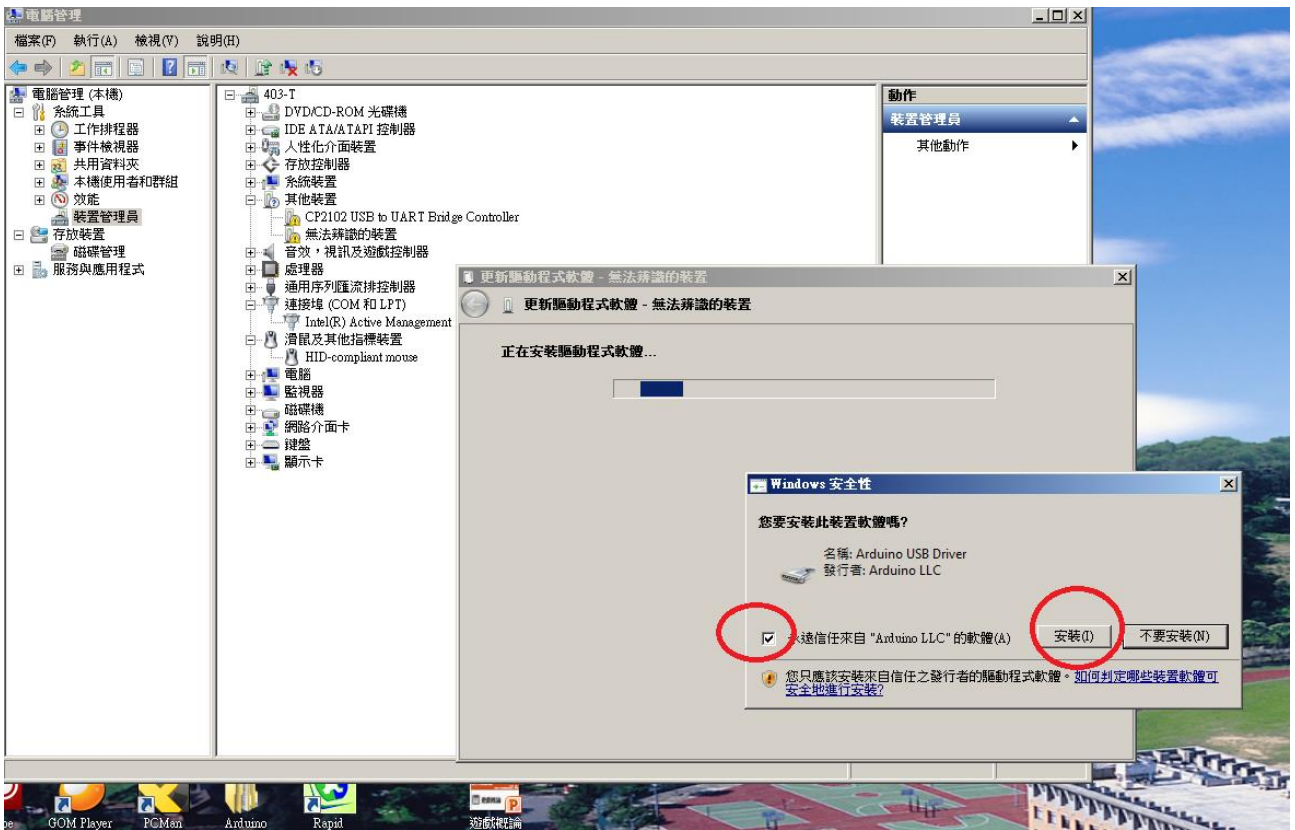 電腦管理
檔案(F) 執行(A) 檢視(V) 說明(H)
電腦管理 (本機)
系統工具
工作排程器
事件檢視器
共用資料夾
本機使用者和群組
效能
裝置管理員
存放裝置
磁碟管理
服務與應用程式
403-T
DVD/CD-ROM 光碟機
IDE ATA/ATAPI 控制器
人性化介面裝置
存放控制器
系統裝置
其他裝置
CP2102 USB to UART Bridge Controller
無法辨識的裝置
音效，視訊及遊戲控制器
處理器
通用序列匯流排控制器
連接埠 (COM 和 LPT)
Intel(R) Active Management
滑鼠及其他指標裝置
HID-compliant mouse
電腦
監視器
磁碟機
網路介面卡
鍵盤
顯示卡
動作
裝置管理員
其他動作
更新驅動程式軟體 - 無法辨識的裝置
更新驅動程式軟體 - 無法辨識的裝置
正在安裝驅動程式軟體...
Windows 安全性
您要安裝此裝置軟體嗎?
名稱: Arduino USB Driver
發行者: Arduino LLC
永遠信任來自 "Arduino LLC" 的軟體(A)
安裝(I) 不要安裝(N)
您只應該安裝來自信任之發行者的驅動程式軟體。如何判定哪些裝置軟體可
安全地進行安裝?
GOM Player PCMan Arduino Rapid 遊戲概論